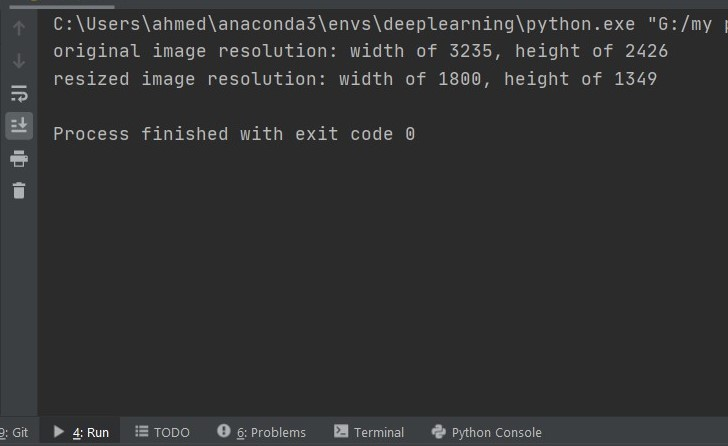 C:\Users\ahmed\anaconda3\envs\deeplearning\python.exe "G:/my
original image resolution: width of 3235, height of 2426
resized image resolution: width of 1800, height of 1349
Process finished with exit code 0
9: Git 4: Run TODO 6: Problems Terminal Python Console